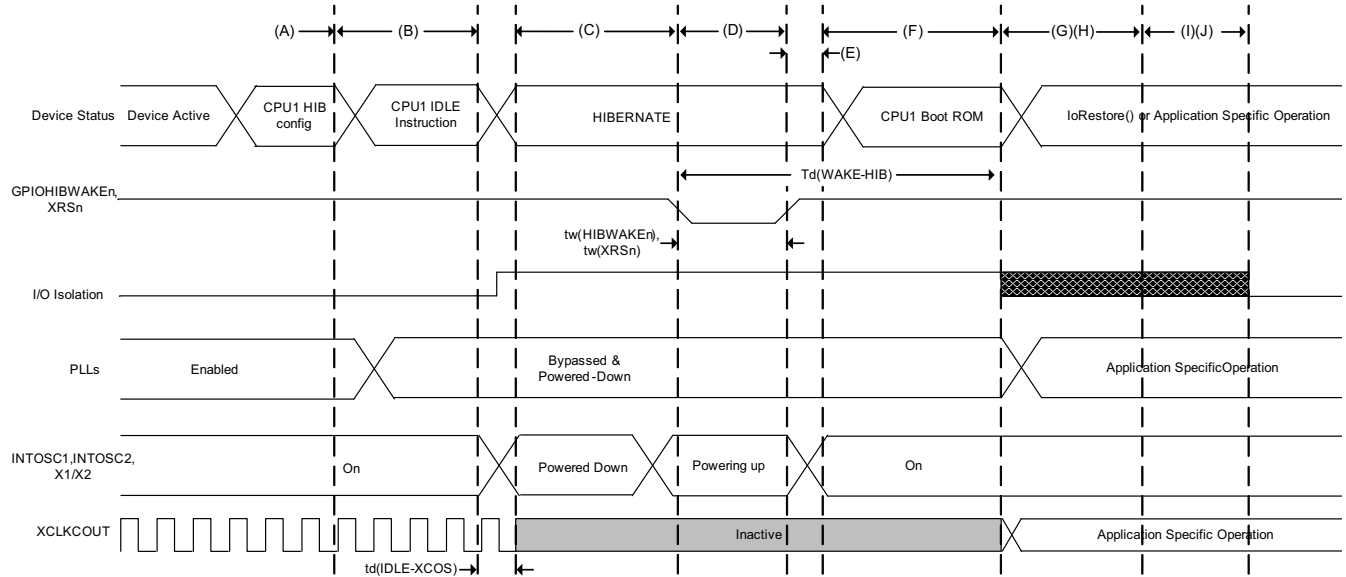 (A)
(B)
(C)
(D)
(E)
(F)
(G)(H)
(I)(J)
Device Status
Device Active
CPU1 HIB
config
CPU1 IDLE
Instruction
HIBERNATE
CPU1 Boot ROM
IoRestore() or Application Specific Operation
Td(WAKE-HIB)
GPIOHIBWAKEn,
XRSn
tw(HIBWAKEn),
tw(XRSn)
I/O Isolation
PLLs
Enabled
Bypassed &
Powered-Down
Application SpecificOperation
INTOSC1,INTOSC2,
X1/X2
On
Powered Down
Powering up
On
XCLKCOUT
Inactive
Application Specific Operation
td(IDLE-XCOS)